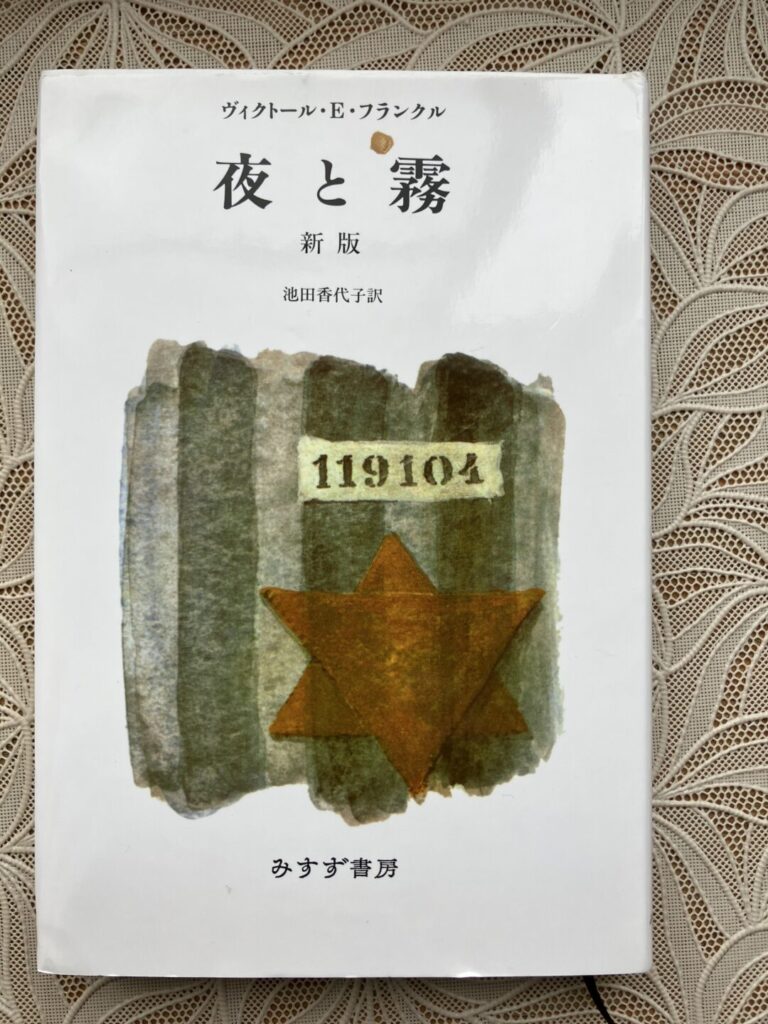 ヴィクトール・E・フランクル
夜と霧
新版
池田香代子訳
119104
みすず書房